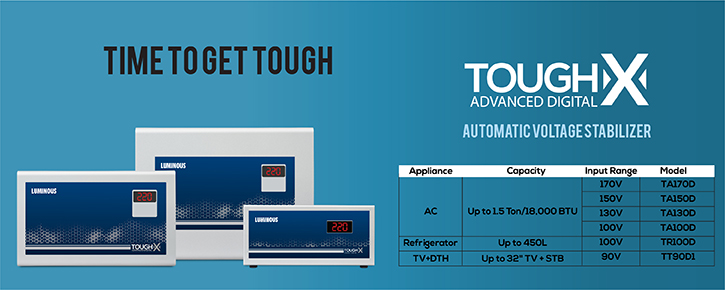 TIME TO GET TOUGH
TOUGH X
ADVANCED DIGITAL
AUTOMATIC VOLTAGE STABILIZER
LUMINOUS
220
TOUGH X
LUMINOUS
220
LUMINOUS
220
TOUGH X
Appliance Capacity Input Range Model
AC Up to 1.5 Ton/18,000 BTU 170V TA170D
150V TA150D
130V TA130D
100V TA100D
Refrigerator Up to 450L 100V TR100D
TV+DTH Up to 32" TV + STB 90V TT90D1